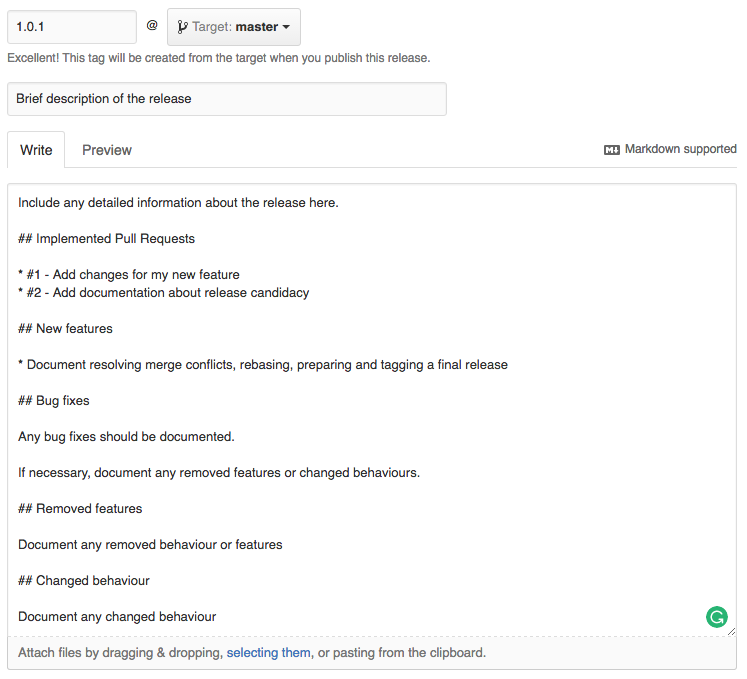 1.0.1 @ Target: master
Excellent! This tag will be created from the target when you publish this release.
Brief description of the release
Write Preview Markdown supported
Include any detailed information about the release here.
## Implemented Pull Requests
* #1 - Add changes for my new feature
* #2 - Add documentation about release candidacy
## New features
* Document resolving merge conflicts, rebasing, preparing and tagging a final release
## Bug fixes
Any bug fixes should be documented.
If necessary, document any removed features or changed behaviours.
## Removed features
Document any removed behaviour or features
## Changed behaviour
Document any changed behaviour
Attach files by dragging & dropping, selecting them, or pasting from the clipboard.